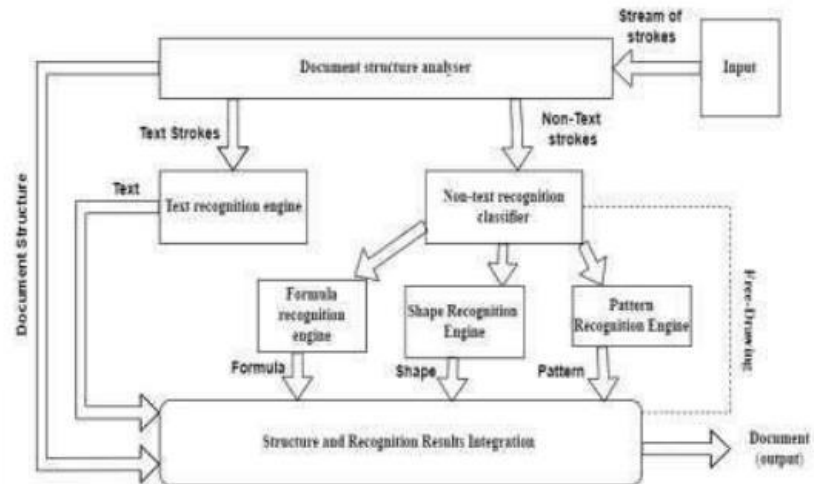 Stream of
strokes
Document structure analyser
Input
Text Strokes
Non-Text
strokes
Text
Text recognition engine
Non-text recognition
classifier
Document Structure
Free-Drawing
Formula
recognition
engine
Shape Recognition
Engine
Pattern
Recognition Engine
Formula
Shape
Pattern
Structure and Recognition Results Integration
Document
(output)